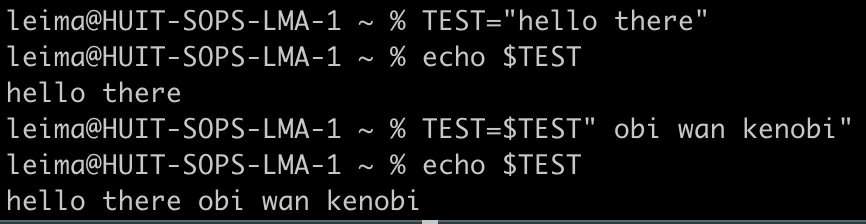 leima@HUIT-SOPS-LMA-1 ~ % TEST="hello there"
leima@HUIT-SOPS-LMA-1 ~ % echo $TEST
hello there
leima@HUIT-SOPS-LMA-1 ~ % TEST=$TEST" obi wan kenobi"
leima@HUIT-SOPS-LMA-1 ~ % echo $TEST
hello there obi wan kenobi